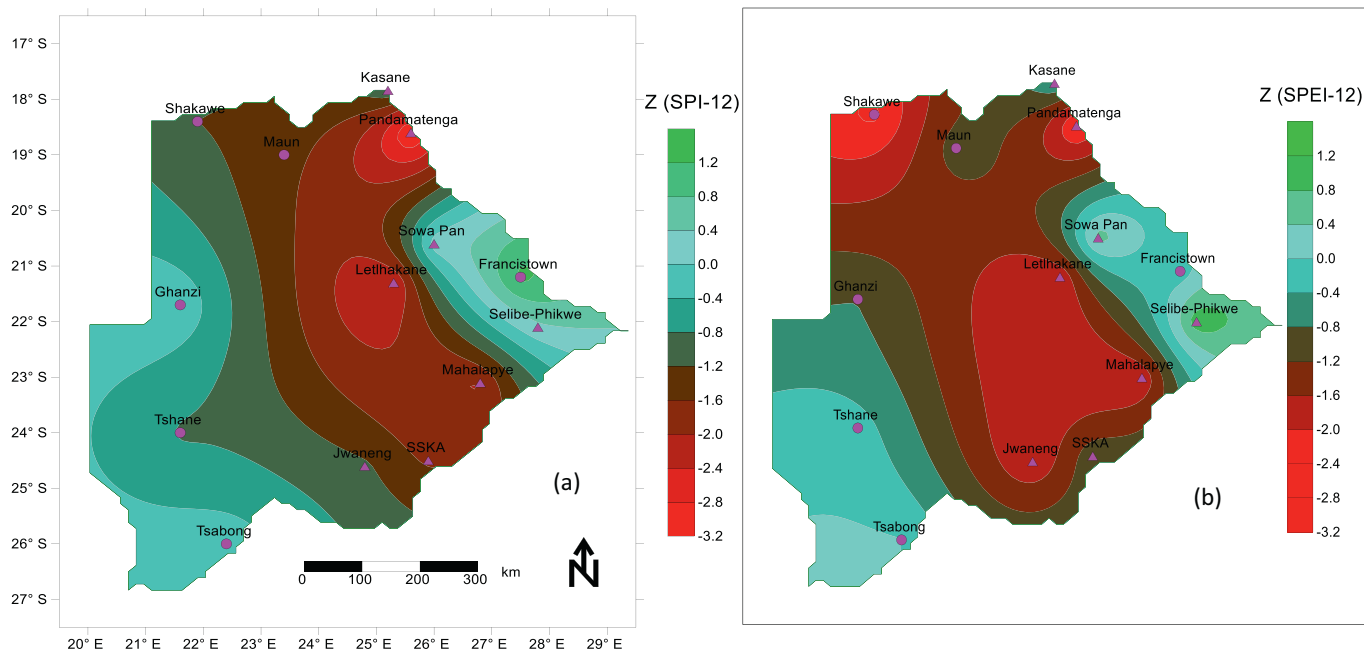 17° S
18° S
19° S
20° S
21° S
22° S
23° S
24° S
25° S
26° S
27° S
20° E
21° E
22° E
23° E
24° E
25° E
26° E
27° E
28° E
29° E
Kasane
Shakawe
Pandamatenga
Maun
Sowa Pan
Letlhakane
Francistown
Ghanzi
Selibe-Phikwe
Mahalapye
Tshane
Jwaneng
SSKA
Tsabong
(a)
0
100
200
300
km
N
Z (SPI-12)
1.2
0.8
0.4
0.0
-0.4
-0.8
-1.2
-1.6
-2.0
-2.4
-2.8
-3.2
Kasane
Shakawe
Pandamatenga
Maun
Sowa Pan
Francistown
Letlhakane
Ghanzi
Selibe-Phikwe
Mahalapye
Tshane
Jwaneng
SSKA
Tsabong
(b)
Z (SPEI-12)
1.2
0.8
0.4
0.0
-0.4
-0.8
-1.2
-1.6
-2.0
-2.4
-2.8
-3.2